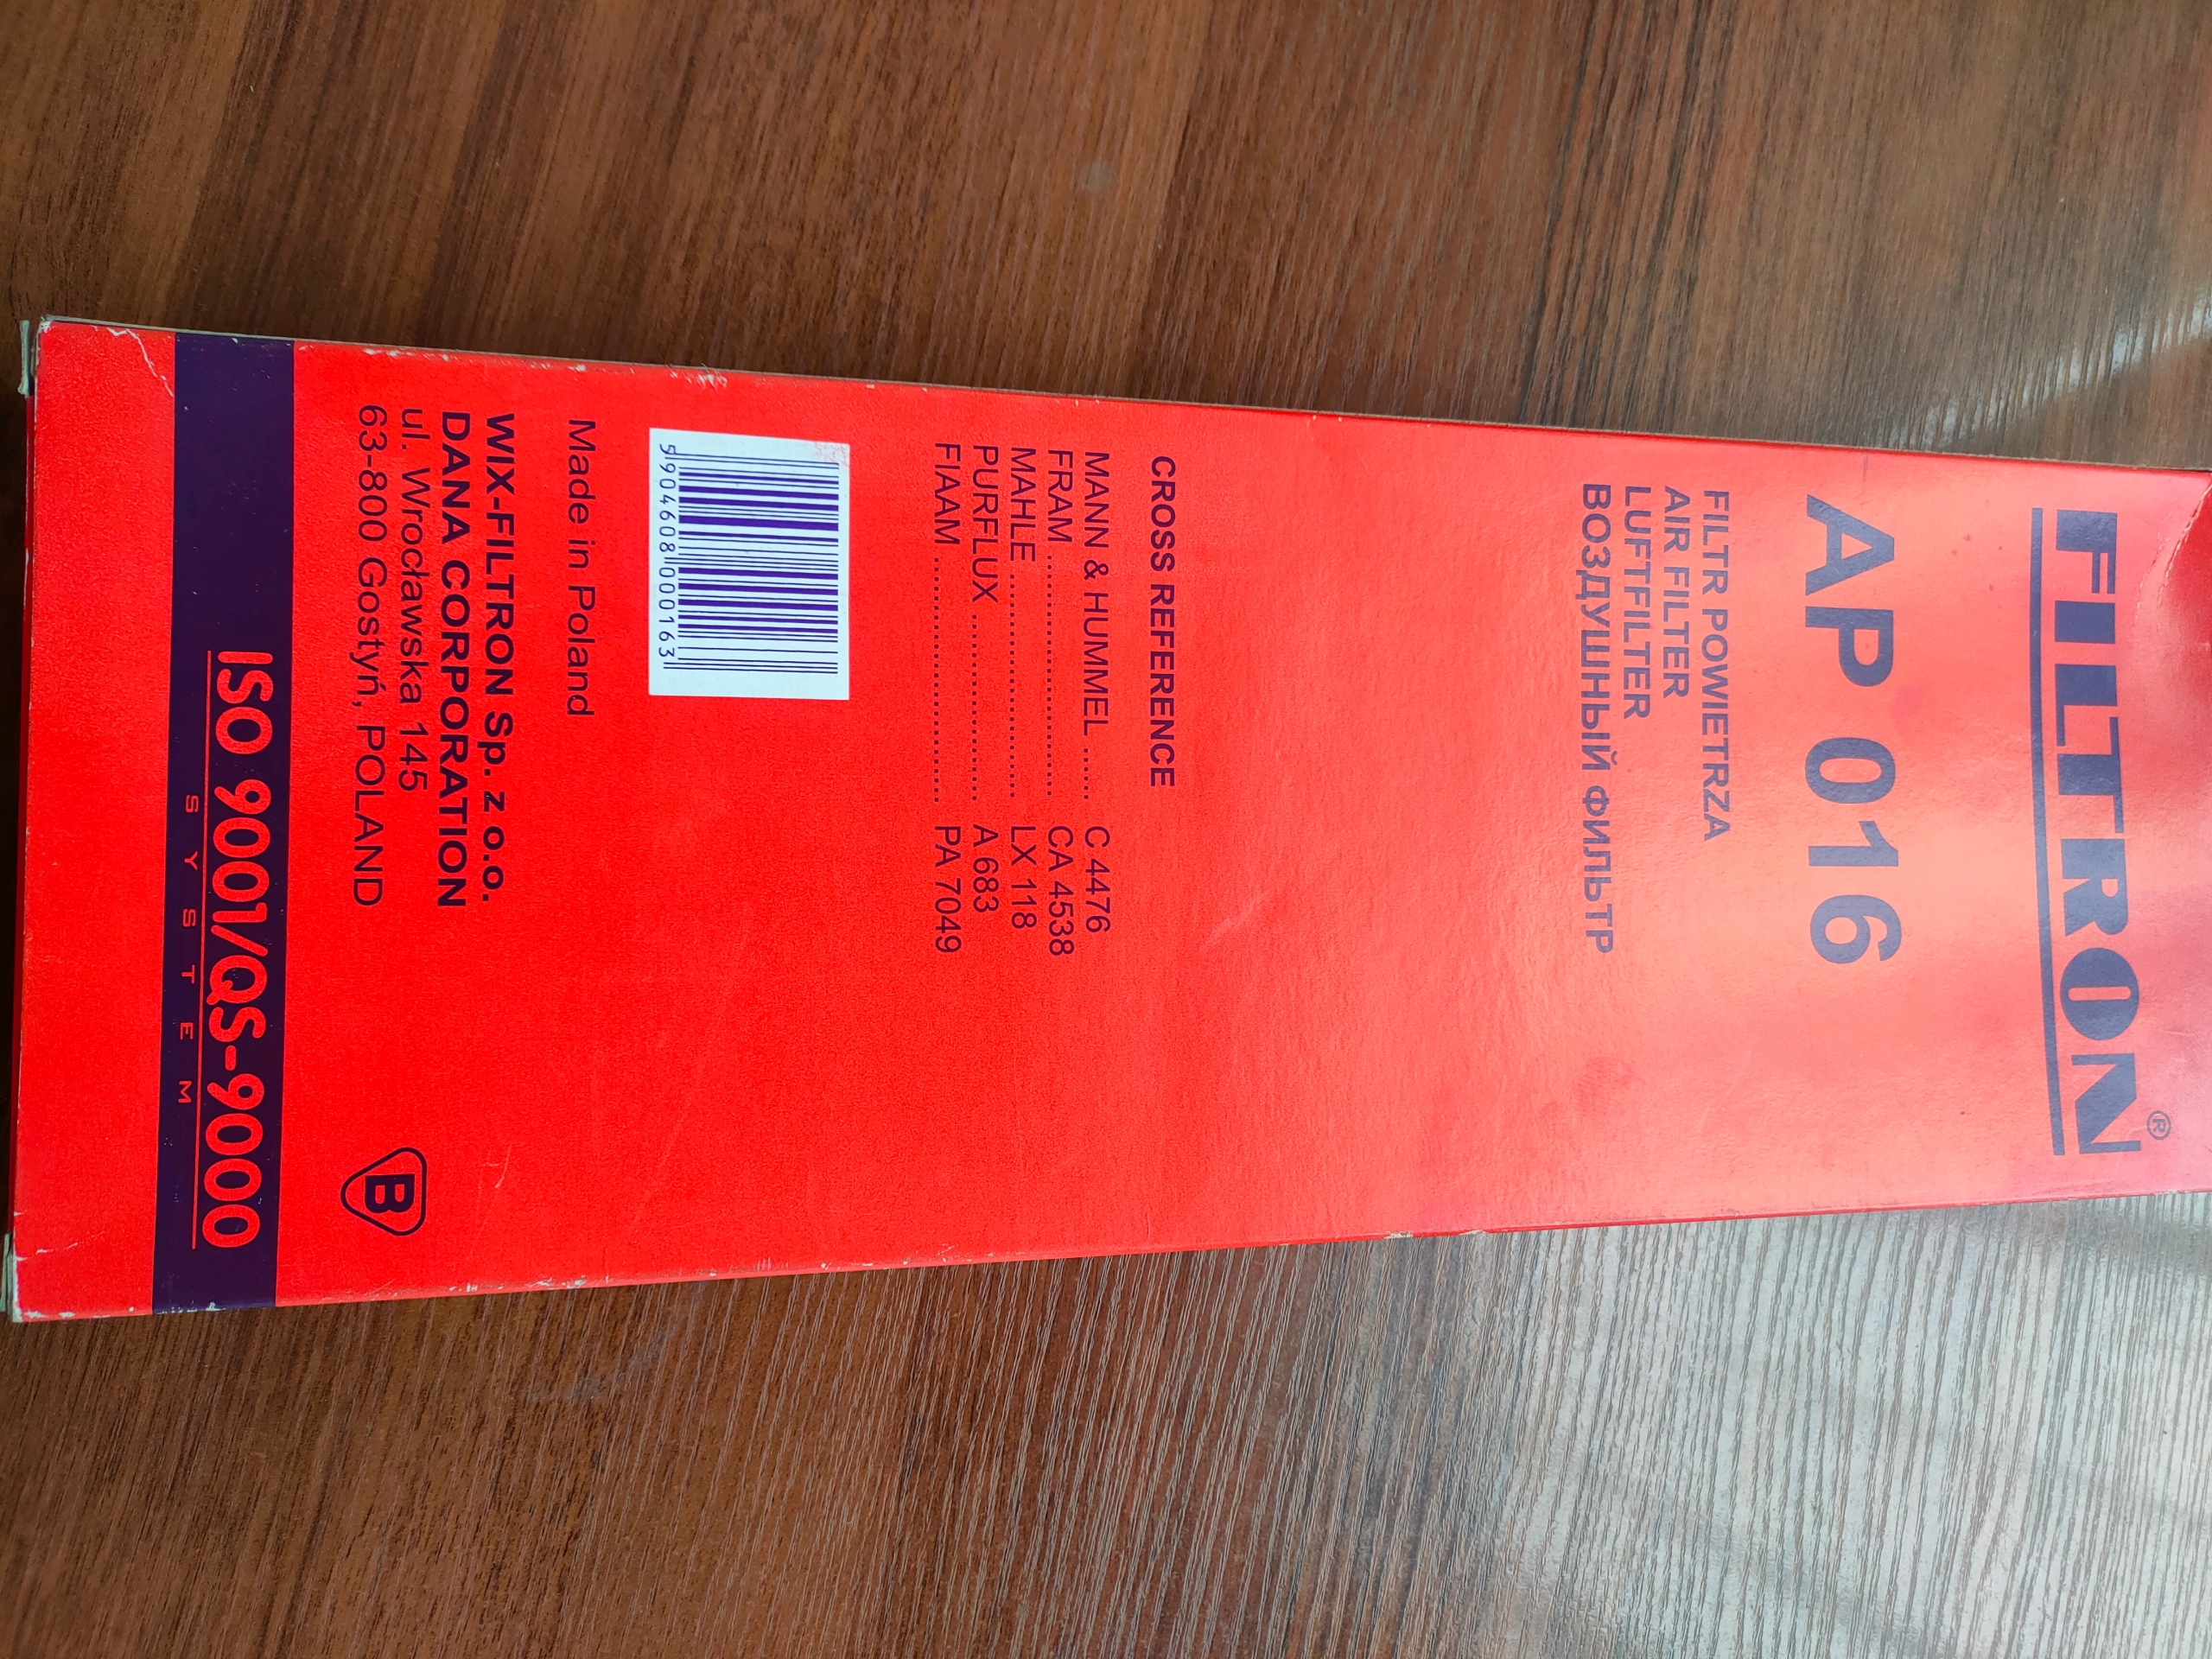 FILTRON®
AP 016
FILTR POWIETRZA
AIR FILTER
LUFTFILTER
ВОЗДУШНЫЙ ФИЛЬТР
CROSS REFERENCE
MANN & HUMMEL ..... C 4476
FRAM ........................ CA 4538
MAHLE ....................... LX 118
PURFLUX ................... A 683
FIAAM ........................ PA 7049
5904608000163
Made in Poland
WIX-FILTRON Sp. z o.o.
DANA CORPORATION
ul. Wrocławska 145
63-800 Gostyń, POLAND
B
ISO 9001/QS-9000
SYSTEM